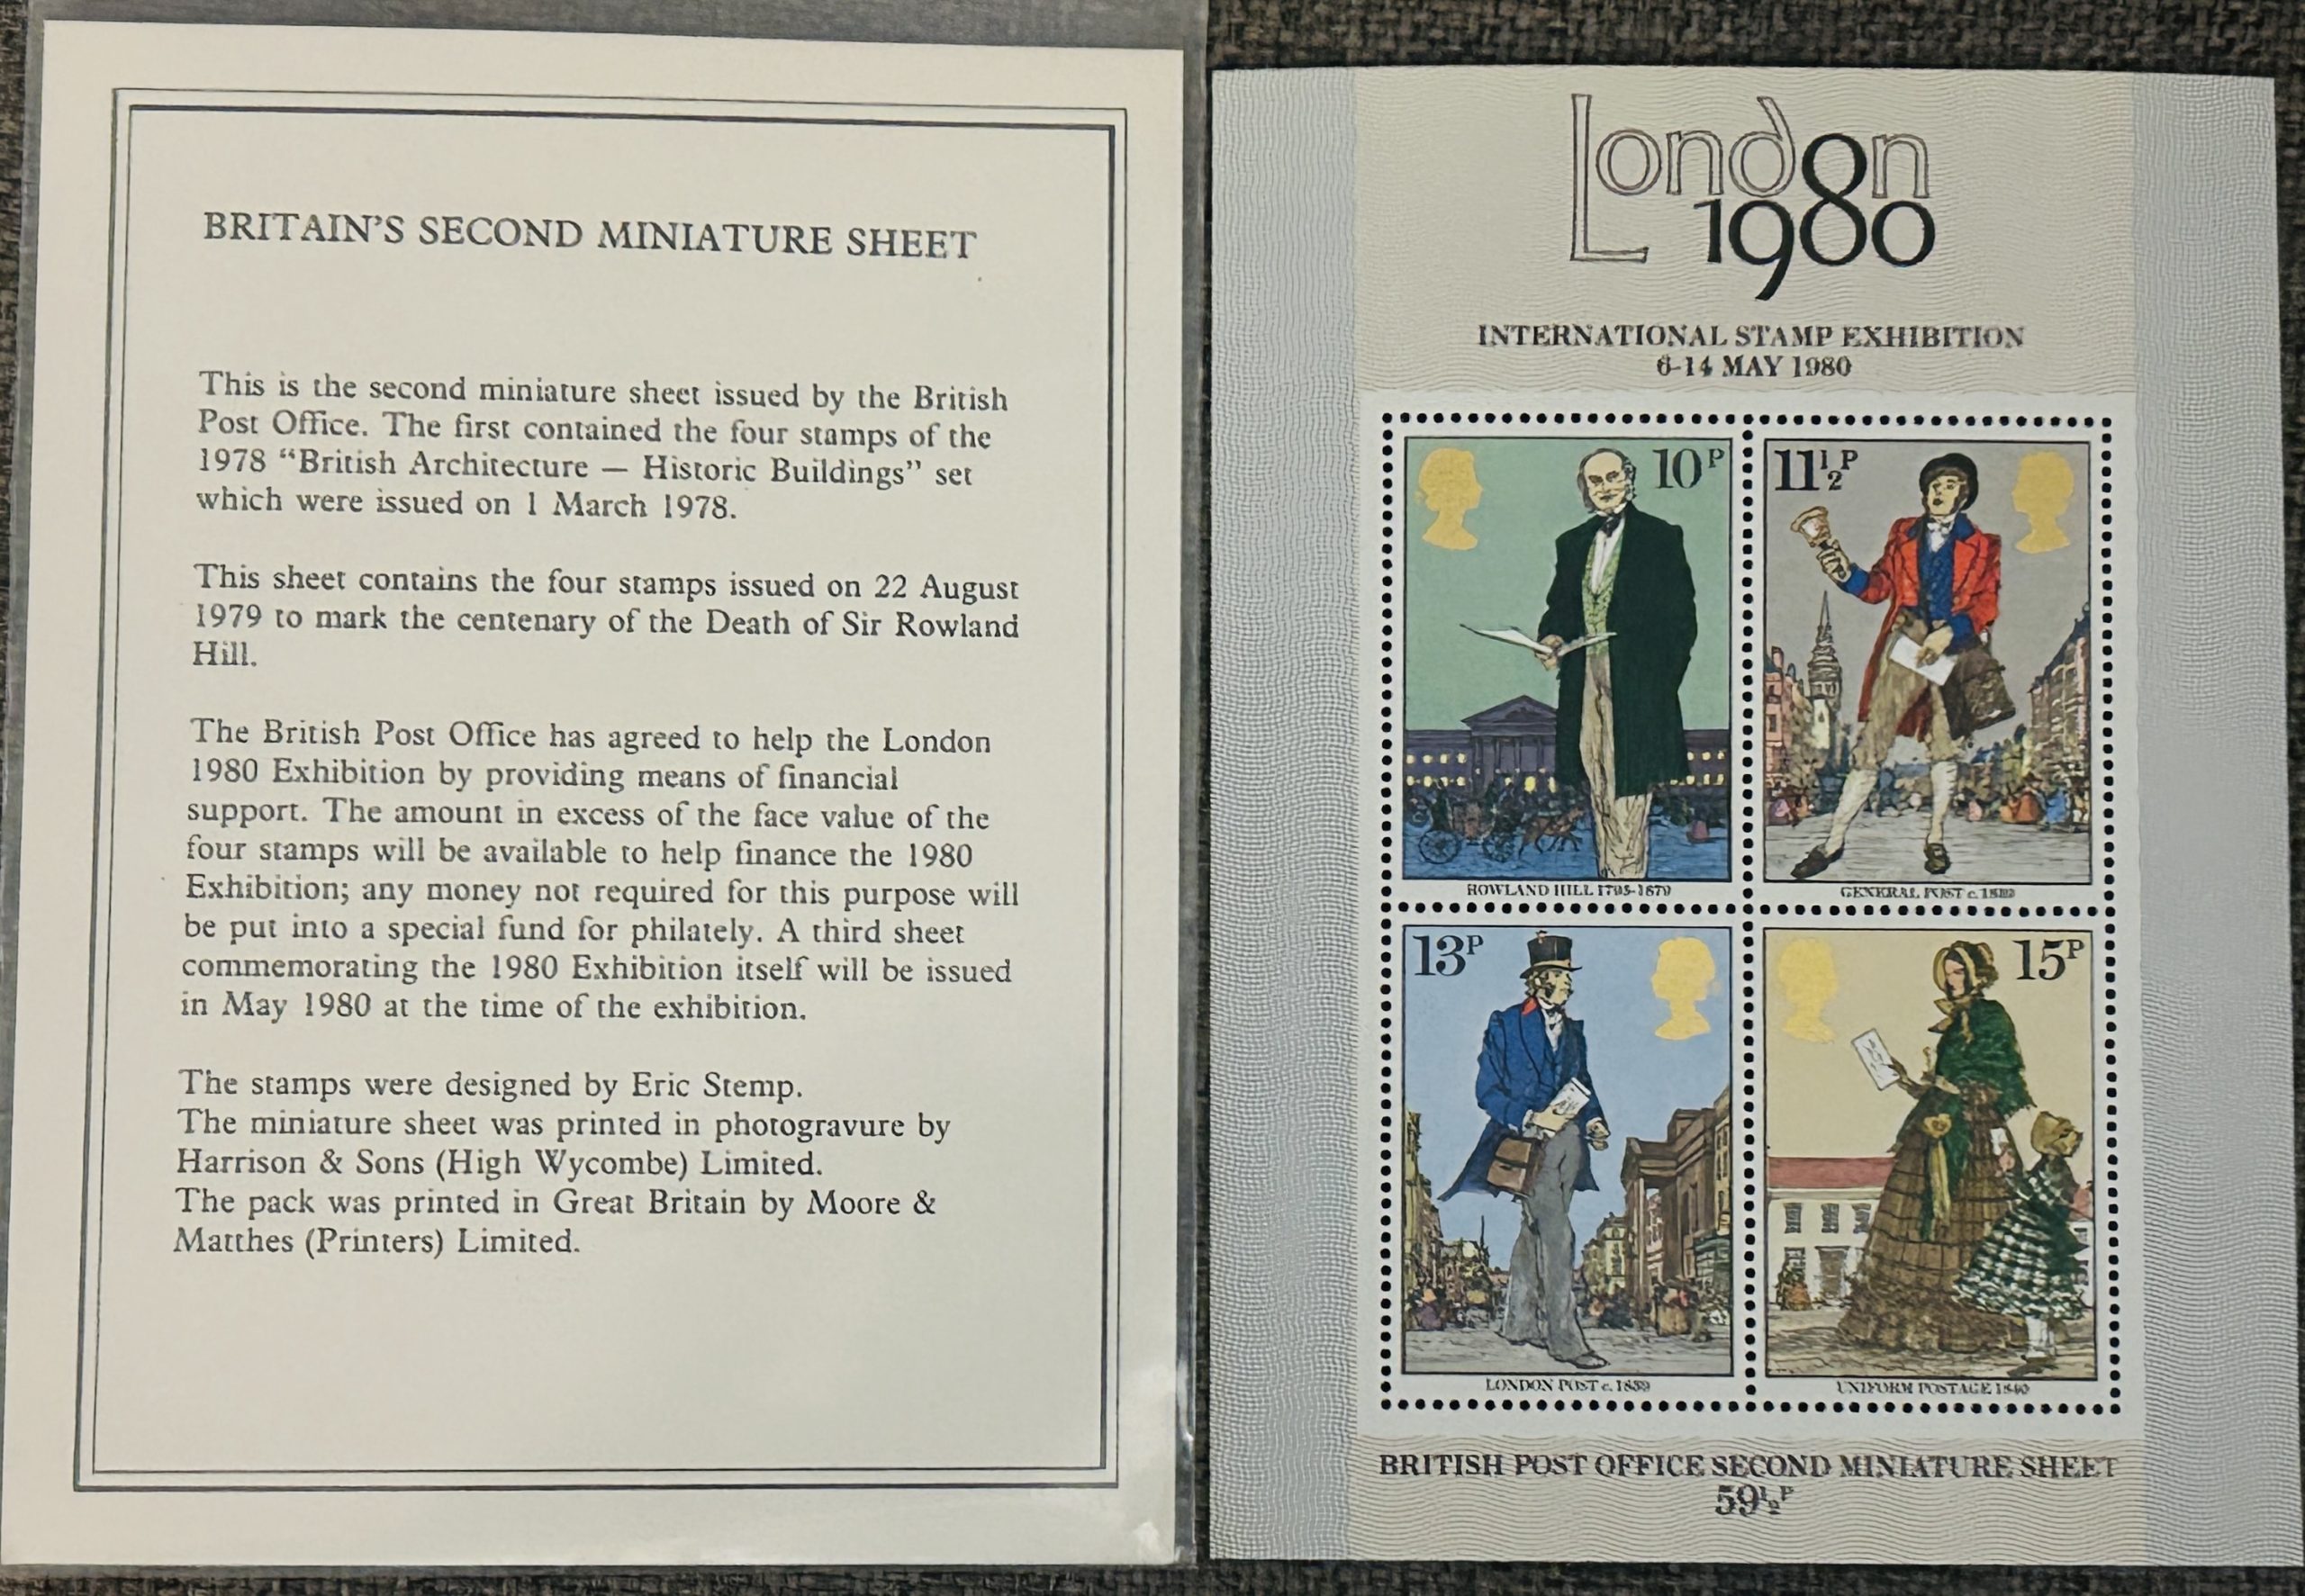 BRITAIN'S SECOND MINIATURE SHEET
This is the second miniature sheet issued by the British
Post Office. The first contained the four stamps of the
1978 “British Architecture — Historic Buildings” set
which were issued on 1 March 1978.
This sheet contains the four stamps issued on 22 August
1979 to mark the centenary of the Death of Sir Rowland
Hill.
The British Post Office has agreed to help the London
1980 Exhibition by providing means of financial
support. The amount in excess of the face value of the
four stamps will be available to help finance the 1980
Exhibition; any money not required for this purpose will
be put into a special fund for philately. A third sheet
commemorating the 1980 Exhibition itself will be issued
in May 1980 at the time of the exhibition.
The stamps were designed by Eric Stemp.
The miniature sheet was printed in photogravure by
Harrison & Sons (High Wycombe) Limited.
The pack was printed in Great Britain by Moore &
Matthes (Printers) Limited.
London
1980
INTERNATIONAL STAMP EXHIBITION
6-14 MAY 1980
10P
ROWLAND HILL 1795-1879
11½P
GENERAL POST c.
13P
LONDON POST c. 1839
15P
UNIFORM POSTAGE 1840
BRITISH POST OFFICE SECOND MINIATURE SHEET
59½P